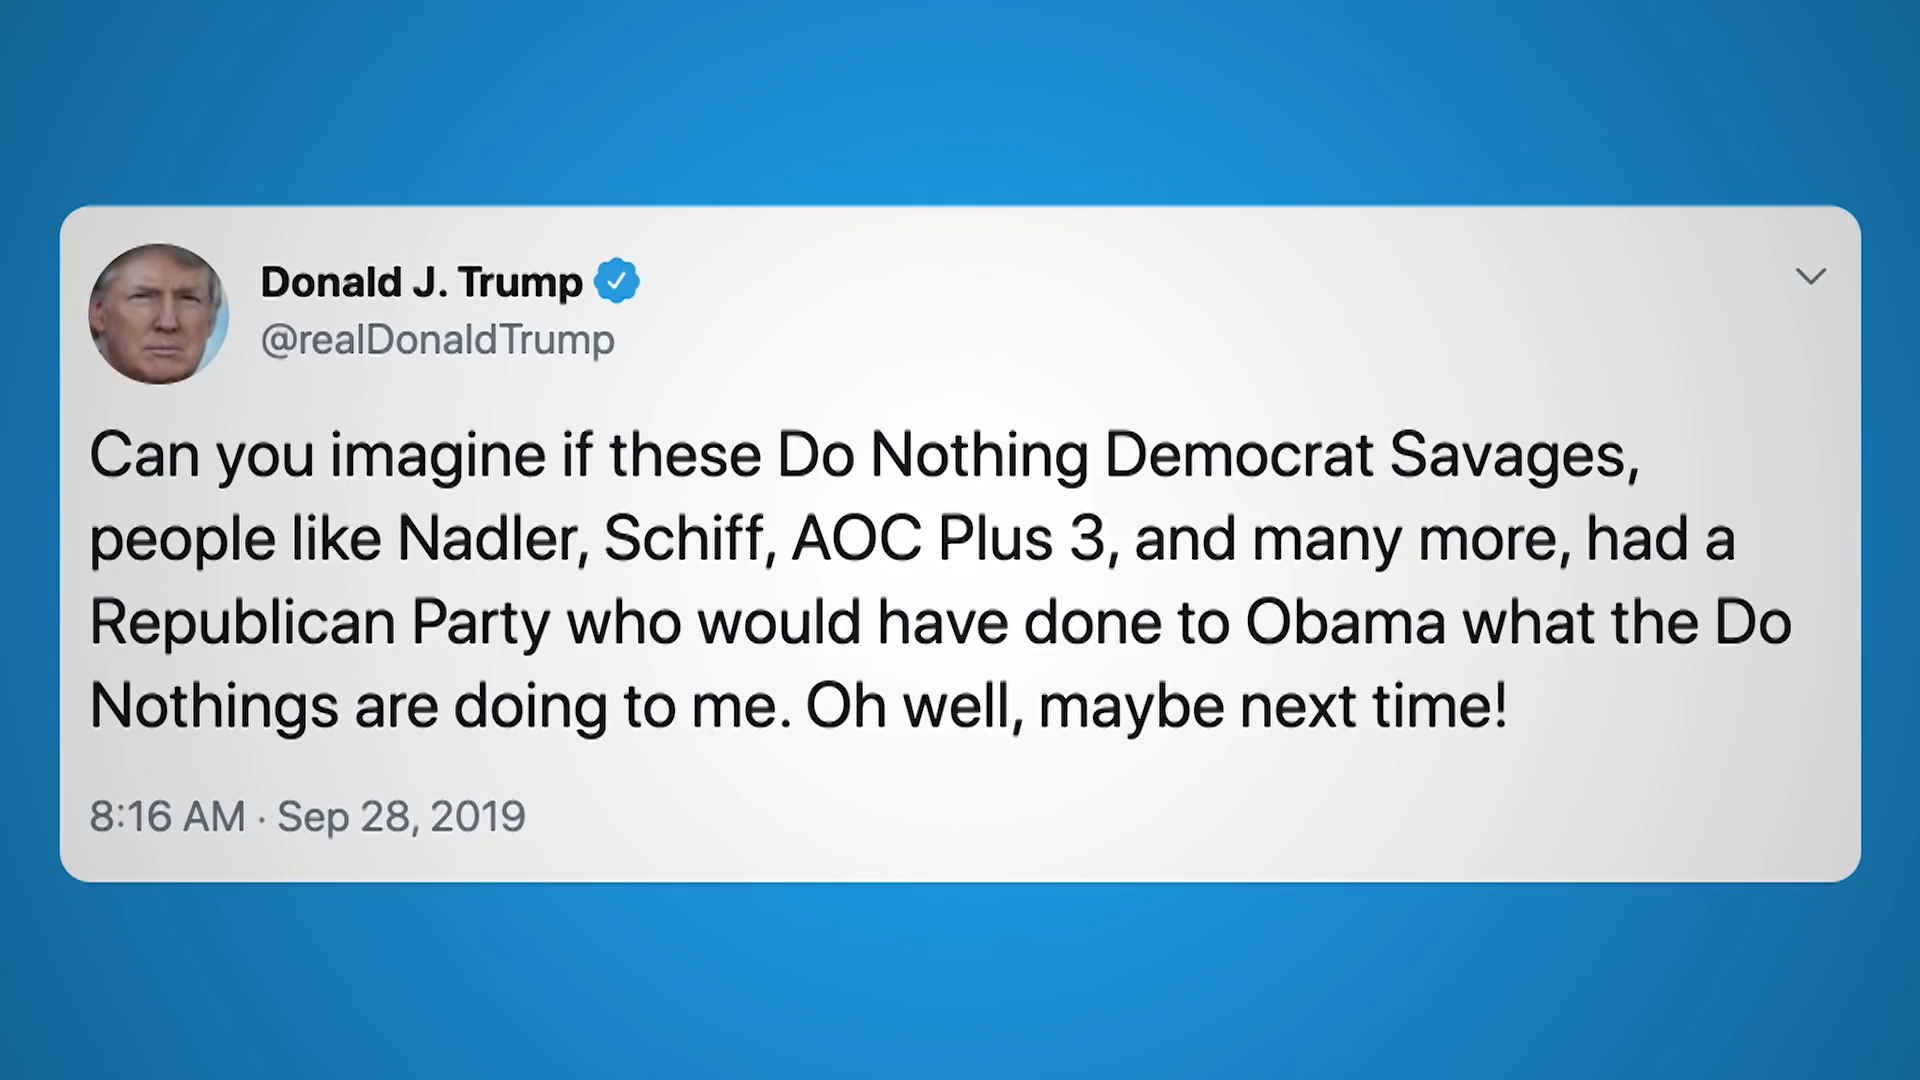 Donald J. Trump
@realDonaldTrump
Can you imagine if these Do Nothing Democrat Savages,
people like Nadler, Schiff, AOC Plus 3, and many more, had a
Republican Party who would have done to Obama what the Do
Nothings are doing to me. Oh well, maybe next time!
8:16 AM · Sep 28, 2019